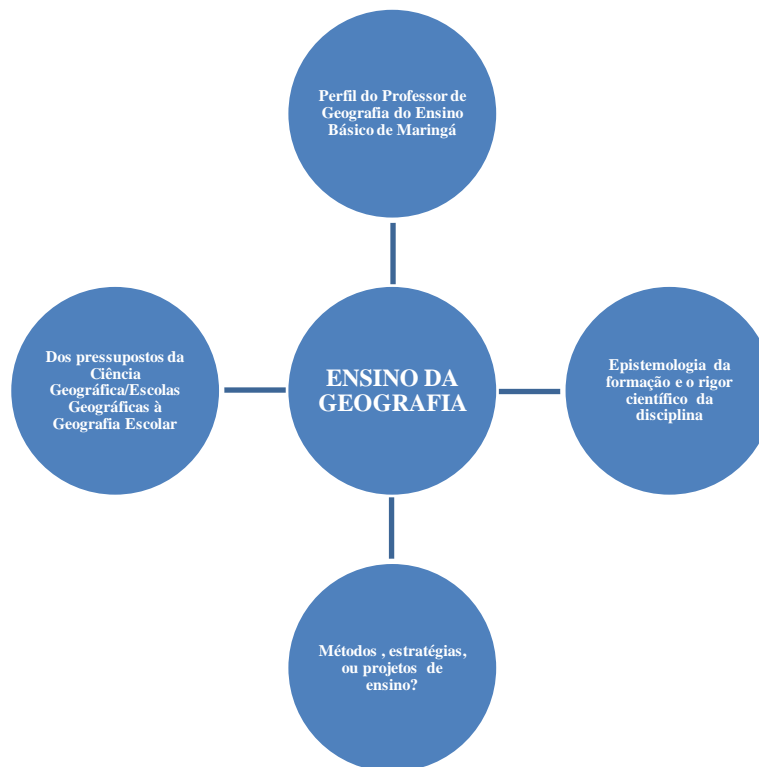 Perfil do Professor de
Geografia do Ensino
Básico de Maringá
Dos pressupostos da
Ciência
Geográfica/Escolas
Geográficas à
Geografia Escolar
ENSINO DA
GEOGRAFIA
Epistemologia da
formação e o rigor
científico da
disciplina
Métodos , estratégias,
ou projetos de
ensino?